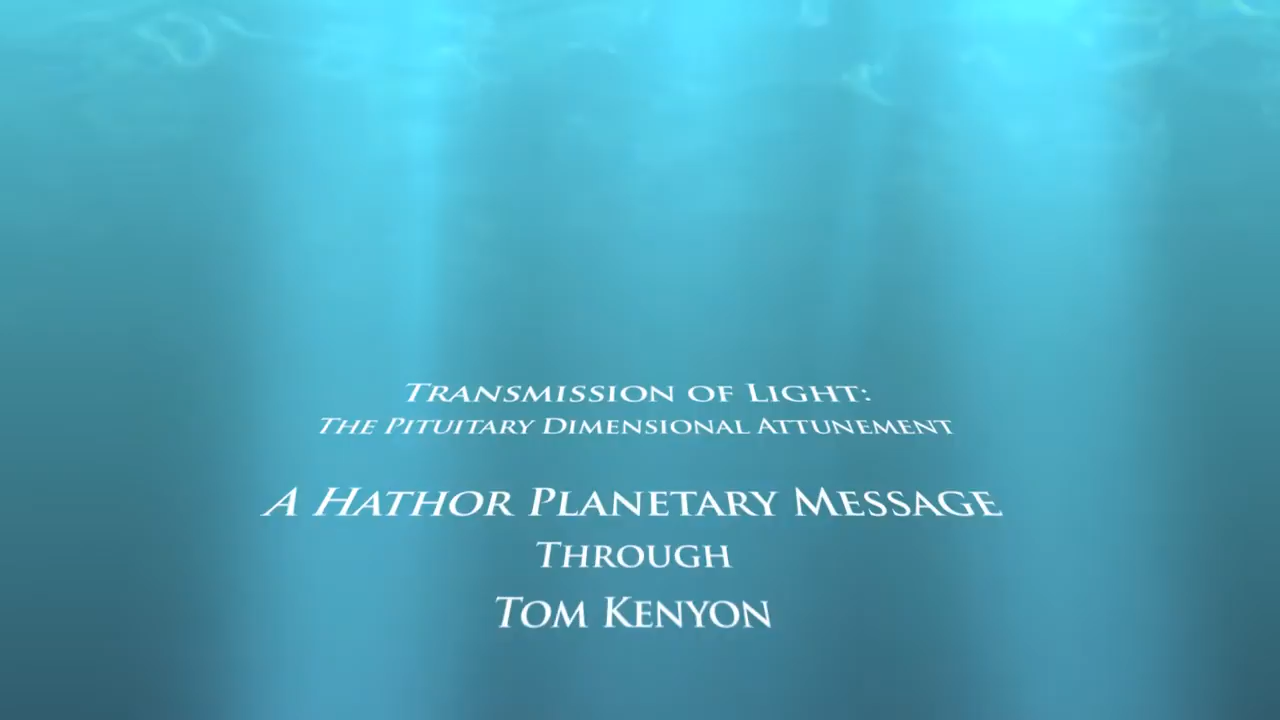 Transmission of Light:
The Pituitary Dimensional Attunement
A Hathor Planetary Message
Through
Tom Kenyon